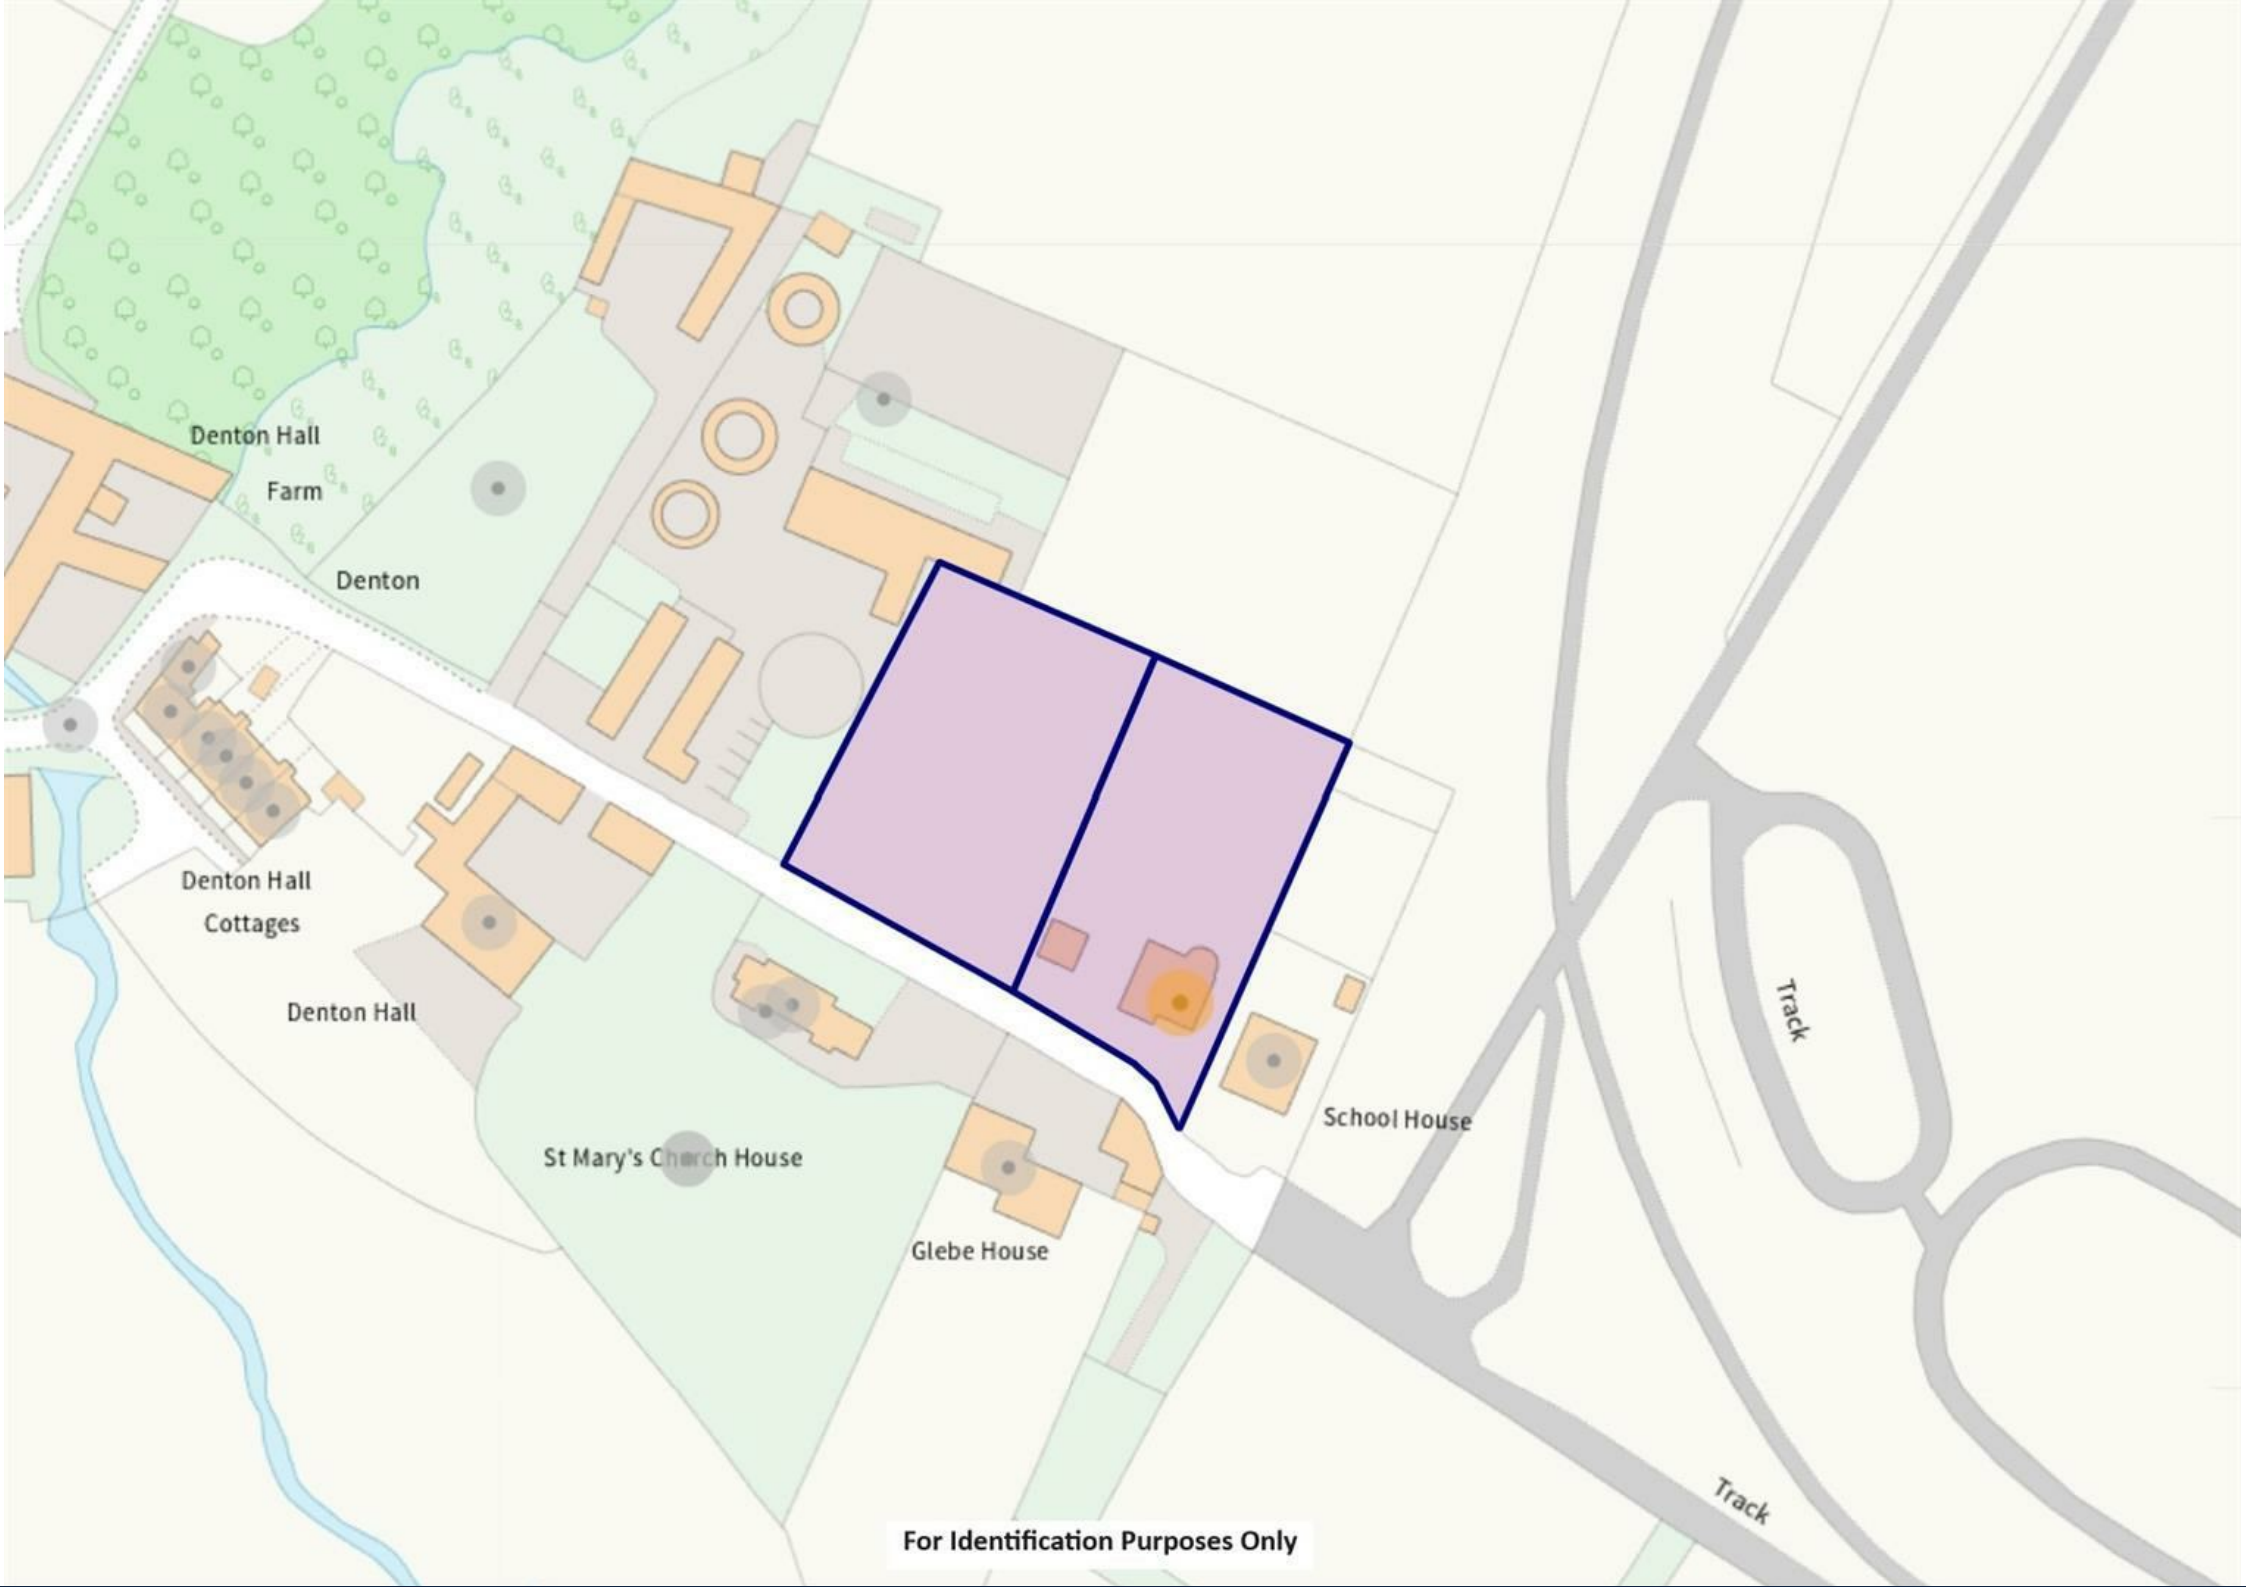 Denton Hall
Farm
Denton
Denton Hall
Cottages
Denton Hall
St Mary's Church House
Glebe House
School House
Track
Track
For Identification Purposes Only